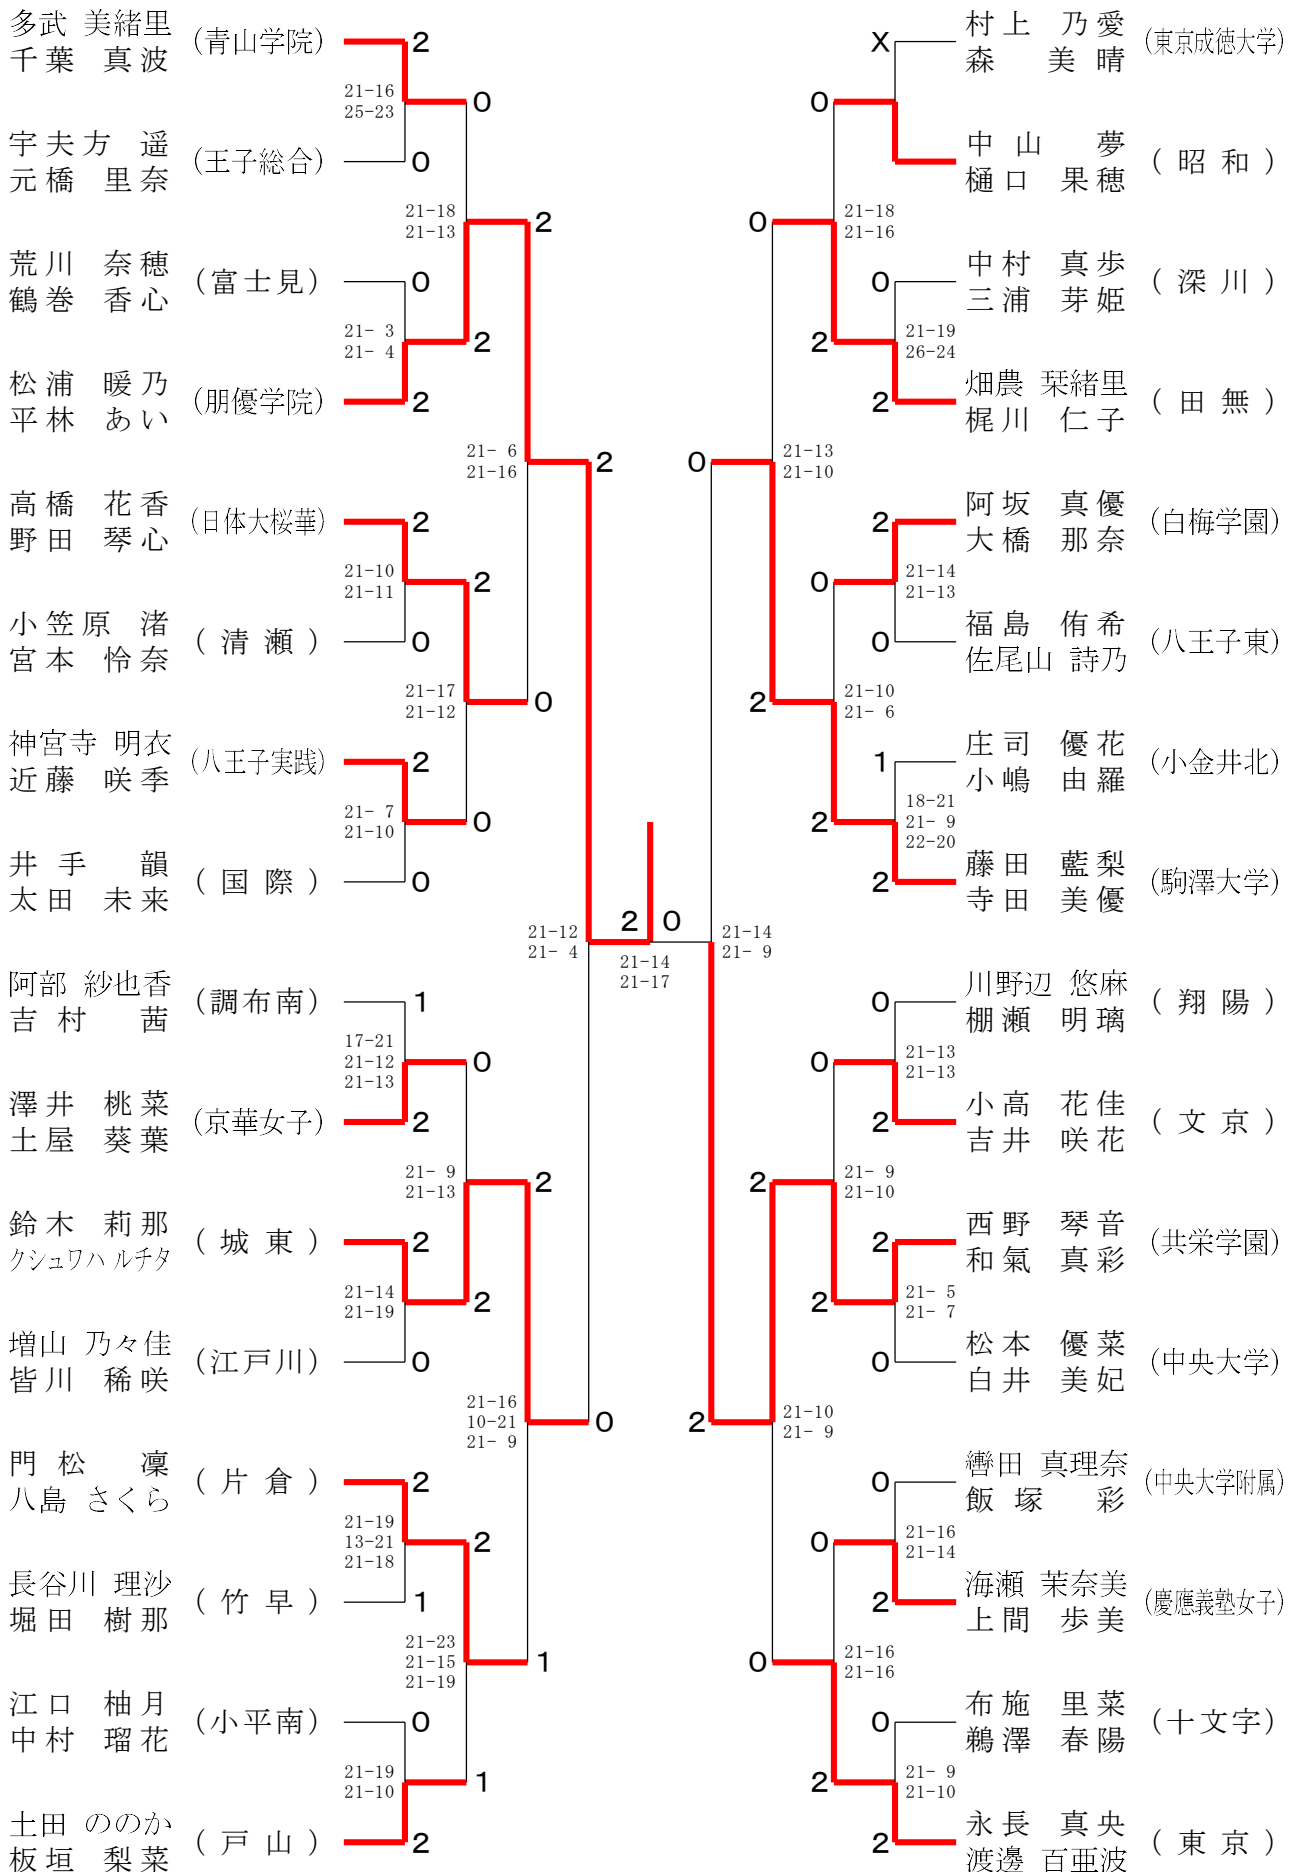 多武 美緒里
千葉 真波
(青山学院)
2
21-16
25-23
0
宇夫方 遥
元橋 里奈
(王子総合)
0
21-18
21-13
2
荒川 奈穂
鶴巻 香心
(富士見)
0
21- 3
21- 4
2
松浦 暖乃
平林 あい
(朋優学院)
2
21- 6
21-16
2
高橋 花香
野田 琴心
(日体大桜華)
2
21-10
21-11
2
小笠原 渚
宮本 怜奈
(清瀬)
0
21-17
21-12
0
神宮寺 明衣
近藤 咲季
(八王子実践)
2
21- 7
21-10
0
井手 韻
太田 未来
(国際)
0
21-12
21- 4
2 0
21-14
21-17
阿部 紗也香
吉村 茜
(調布南)
1
17-21
21-12
21-13
0
澤井 桃菜
土屋 葵葉
(京華女子)
2
21- 9
21-13
2
鈴木 莉那
クシュワハ ルチタ
(城東)
2
21-14
21-19
2
増山 乃々佳
皆川 稀咲
(江戸川)
0
21-16
10-21
21- 9
0
門松 凜
八島 さくら
(片倉)
2
21-19
13-21
21-18
2
長谷川 理沙
堀田 樹那
(竹早)
1
21-23
21-15
21-19
1
江口 柚月
中村 瑠花
(小平南)
0
21-19
21-10
1
土田 ののか
板垣 梨菜
(戸山)
2
X
村上 乃愛
森 美晴
(東京成徳大学)
0
中山 夢
樋口 果穂
(昭和)
0
21-18
21-16
0
中村 真歩
三浦 芽姫
(深川)
2
21-19
26-24
2
畑農 栞緒里
梶川 仁子
(田無)
0
21-13
21-10
2
阿坂 真優
大橋 那奈
(白梅学園)
0
21-14
21-13
0
福島 侑希
佐尾山 詩乃
(八王子東)
2
21-10
21- 6
1
庄司 優花
小嶋 由羅
(小金井北)
2
18-21
21- 9
22-20
2
藤田 藍梨
寺田 美優
(駒澤大学)
21-14
21- 9
0
川野辺 悠麻
棚瀬 明璃
(翔陽)
0
21-13
21-13
2
小高 花佳
吉井 咲花
(文京)
2
21- 9
21-10
2
西野 琴音
和氣 真彩
(共栄学園)
2
21- 5
21- 7
0
松本 優菜
白井 美妃
(中央大学)
2
21-10
21- 9
0
轡田 真理奈
飯塚 彩
(中央大学附属)
0
21-16
21-14
2
海瀬 茉奈美
上間 歩美
(慶應義塾女子)
0
21-16
21-16
0
布施 里菜
鵜澤 春陽
(十文字)
2
21- 9
21-10
2
永長 真央
渡邊 百亜波
(東京)